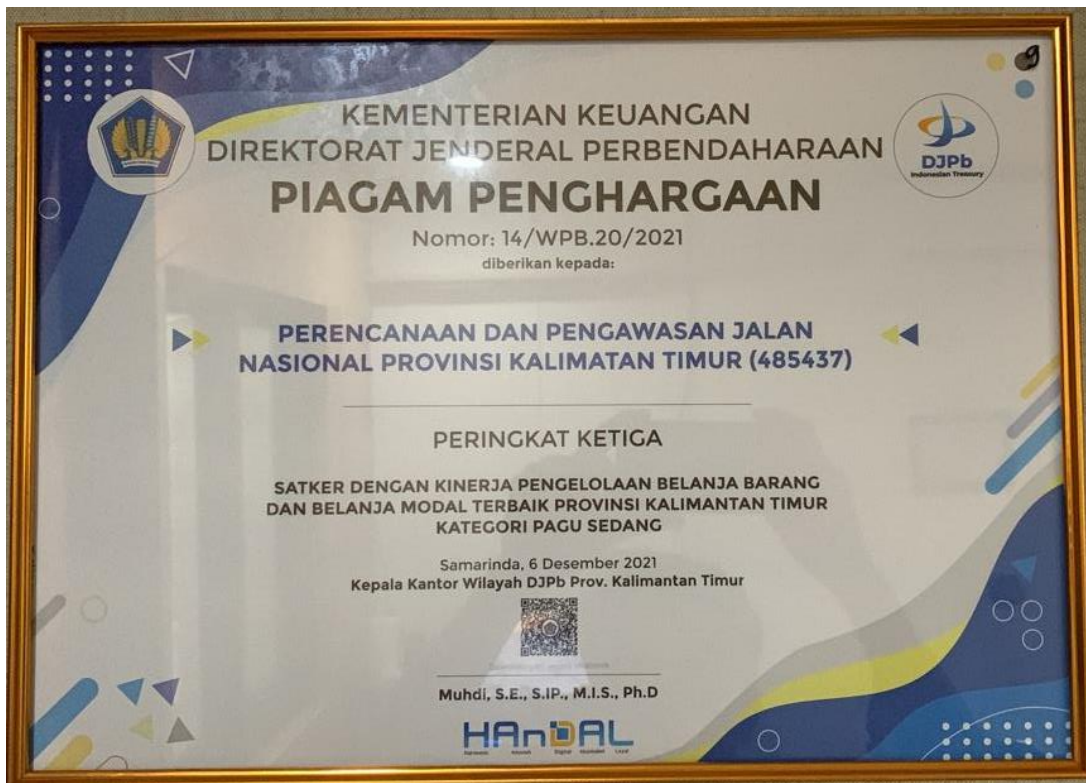 9
KEMENTERIAN KEUANGAN
DIREKTORAT JENDERAL PERBENDAHARAAN
DJPb
Indonesian Treasury
PIAGAM PENGHARGAAN
Nomor: 14/WPB.20/2021
diberikan kepada:
PERENCANAAN DAN PENGAWASAN JALAN
NASIONAL PROVINSI KALIMATAN TIMUR (485437)
PERINGKAT KETIGA
SATKER DENGAN KINERJA PENGELOLAAN BELANJA BARANG
DAN BELANJA MODAL TERBAIK PROVINSI KALIMANTAN TIMUR
KATEGORI PAGU SEDANG
Samarinda, 6 Desember 2021
Kepala Kantor Wilayah DJPb Prov. Kalimantan Timur
Muhdi, S.E., S.IP., M.I.S., Ph.D
HAnDAL